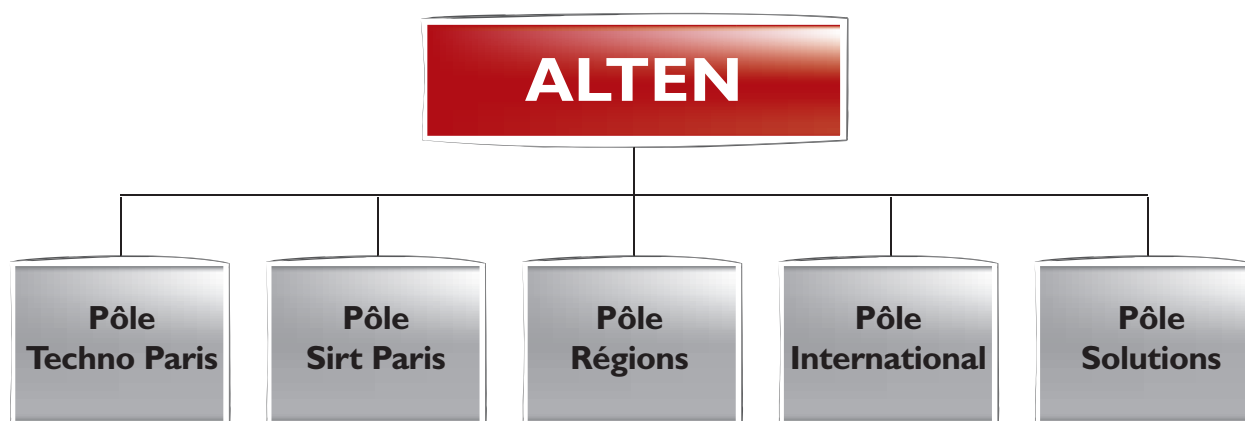 ALTEN
Pôle
Techno Paris
Pôle
Sirt Paris
Pôle
Régions
Pôle
International
Pôle
Solutions